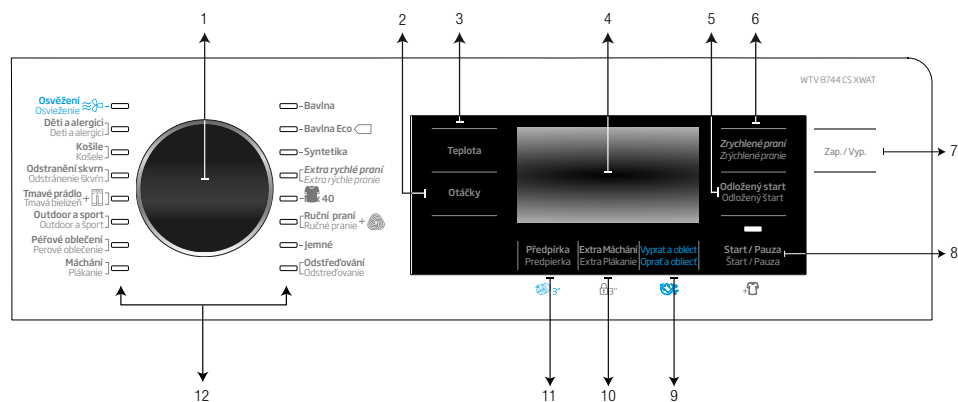 1
2
3
4
5
6
WTV 8744 CS XWAT
Osvěžení
Osvieženie
Děti a alergici
Deti a alergici
Košile
Košele
Odstranění skvrn
Odstránenie škvŕn
Tmavé prádlo
Tmavá bielizeň
+
Outdoor a sport
Outdoor a šport
Péřové oblečení
Perové oblečenie
Máchání
Plákanie
Bavlna
Bavlna Eco
Syntetika
Extra rychlé praní
Extra rýchle pranie
40
Ruční praní
Ručné pranie
+
Jemné
Odstřeďování
Odstreďovanie
Teplota
Otáčky
Zrychlené praní
Zrýchlené pranie
Odložený start
Odložený štart
Zap. / Vyp.
7
Předpírka
Predpierka
Extra Máchání
Extra Plákanie
Vyprat a obléct
Oprať a obliecť
Start / Pauza
Štart / Pauza
8
3"
3"
+
12
11
10
9